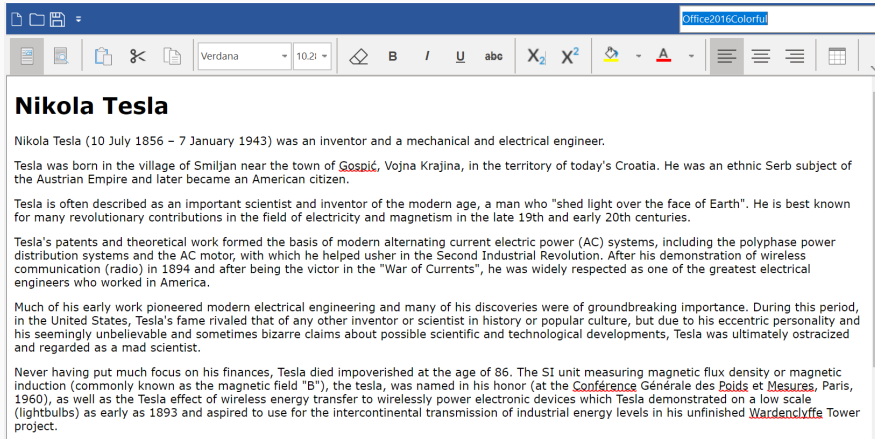 Office2016Colorful
Verdana
10.28
B I U abc X2 X2 A
Nikola Tesla
Nikola Tesla (10 July 1856 – 7 January 1943) was an inventor and a mechanical and electrical engineer.
Tesla was born in the village of Smiljan near the town of Gospić, Vojna Krajina, in the territory of today's Croatia. He was an ethnic Serb subject of
the Austrian Empire and later became an American citizen.
Tesla is often described as an important scientist and inventor of the modern age, a man who "shed light over the face of Earth". He is best known
for many revolutionary contributions in the field of electricity and magnetism in the late 19th and early 20th centuries.
Tesla's patents and theoretical work formed the basis of modern alternating current electric power (AC) systems, including the polyphase power
distribution systems and the AC motor, with which he helped usher in the Second Industrial Revolution. After his demonstration of wireless
communication (radio) in 1894 and after being the victor in the "War of Currents", he was widely respected as one of the greatest electrical
engineers who worked in America.
Much of his early work pioneered modern electrical engineering and many of his discoveries were of groundbreaking importance. During this period,
in the United States, Tesla's fame rivaled that of any other inventor or scientist in history or popular culture, but due to his eccentric personality and
his seemingly unbelievable and sometimes bizarre claims about possible scientific and technological developments, Tesla was ultimately ostracized
and regarded as a mad scientist.
Never having put much focus on his finances, Tesla died impoverished at the age of 86. The SI unit measuring magnetic flux density or magnetic
induction (commonly known as the magnetic field "B"), the tesla, was named in his honor (at the Conférence Générale des Poids et Mesures, Paris,
1960), as well as the Tesla effect of wireless energy transfer to wirelessly power electronic devices which Tesla demonstrated on a low scale
(lightbulbs) as early as 1893 and aspired to use for the intercontinental transmission of industrial energy levels in his unfinished Wardenclyffe Tower
project.